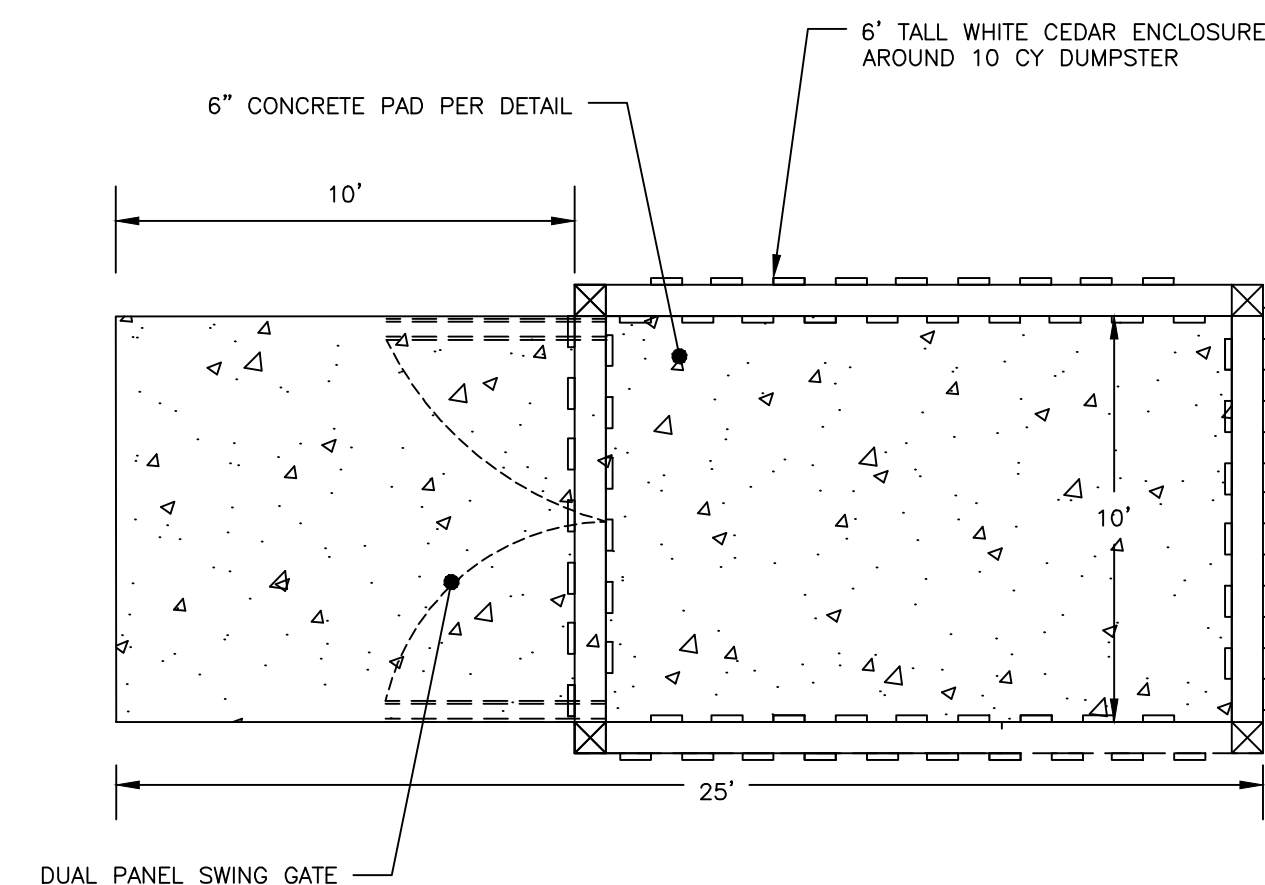 6' TALL WHITE CEDAR ENCLOSURE
AROUND 10 CY DUMPSTER
6" CONCRETE PAD PER DETAIL
10'
10'
25'
DUAL PANEL SWING GATE